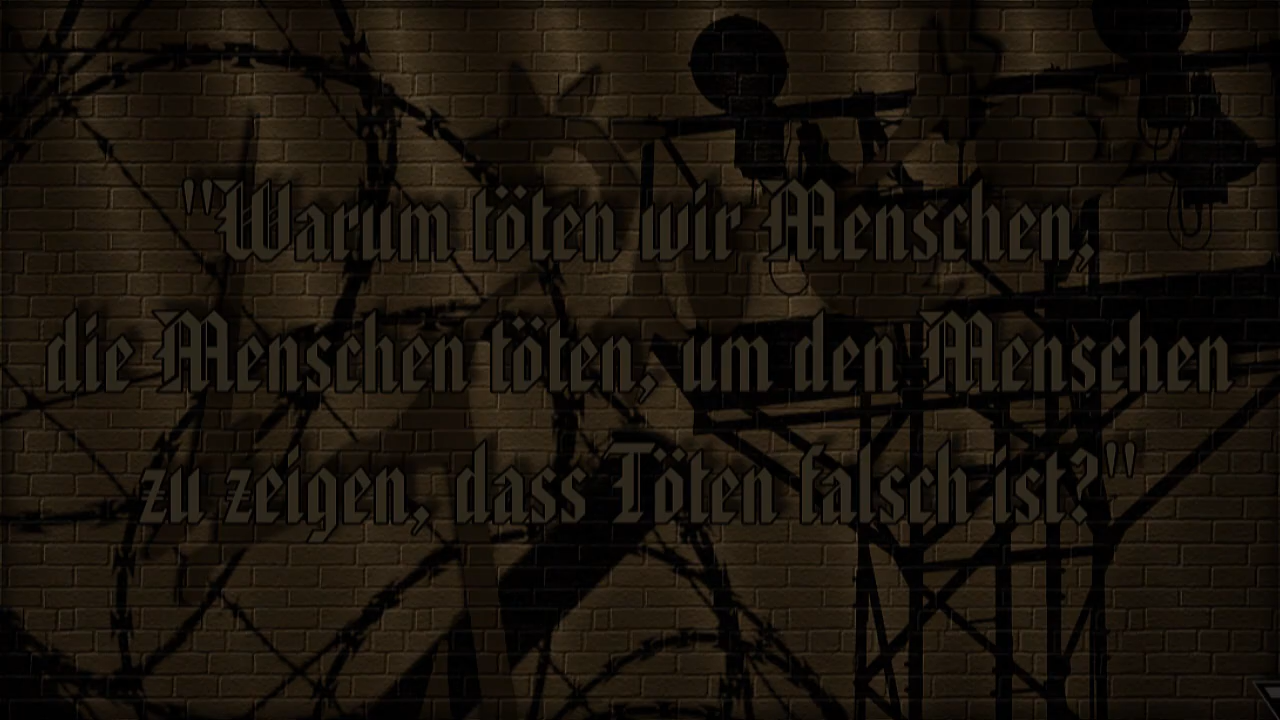 "Warum töten wir Menschen,
die Menschen töten, um den Menschen
zu zeigen, dass Töten falsch ist?"